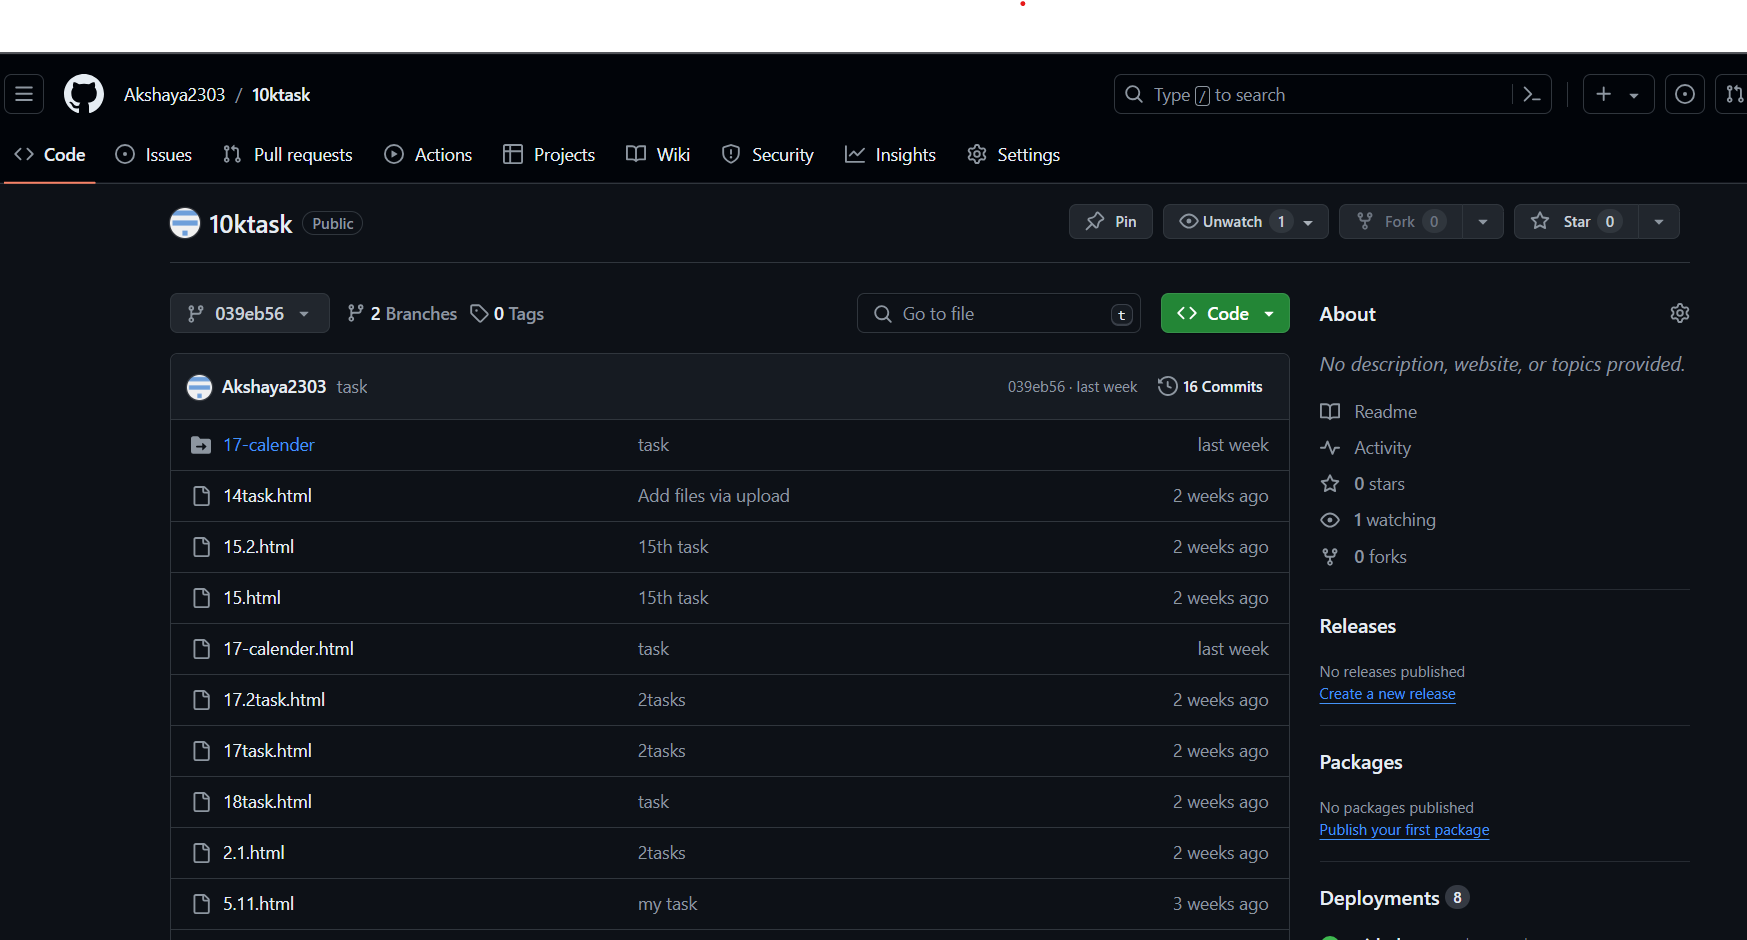 Akshaya2303 / 10ktask
Type / to search
Code Issues Pull requests Actions Projects Wiki Security Insights Settings
10ktask Public
Pin Unwatch 1 Fork 0 Star 0
039eb56 2 Branches 0 Tags Go to file t Code
Akshaya2303 task 039eb56 · last week 16 Commits
17-calender task last week
14task.html Add files via upload 2 weeks ago
15.2.html 15th task 2 weeks ago
15.html 15th task 2 weeks ago
17-calender.html task last week
17.2task.html 2tasks 2 weeks ago
17task.html 2tasks 2 weeks ago
18task.html task 2 weeks ago
2.1.html 2tasks 2 weeks ago
5.11.html my task 3 weeks ago
About
No description, website, or topics provided.
Readme
Activity
0 stars
1 watching
0 forks
Releases
No releases published
Create a new release
Packages
No packages published
Publish your first package
Deployments 8